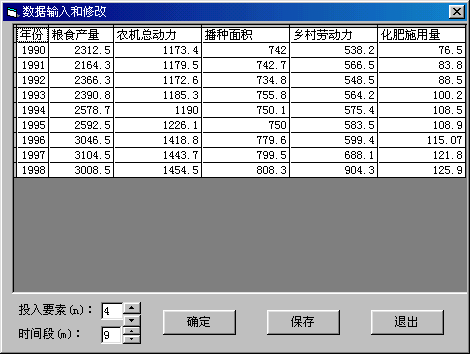 数据输入和修改
年份 粮食产量 农机总动力 播种面积 乡村劳动力 化肥施用量
1990 2312.5 1173.4 742 538.2 76.5
1991 2164.3 1179.5 742.7 566.5 83.8
1992 2366.3 1172.6 734.8 548.5 88.5
1993 2390.8 1185.3 755.8 564.2 100.2
1994 2578.7 1190 750.1 575.4 108.5
1995 2592.5 1226.1 750 583.5 108.9
1996 3046.5 1418.8 779.6 599.4 115.07
1997 3104.5 1443.7 799.5 688.1 121.8
1998 3008.5 1454.5 808.3 904.3 125.9
投入要素(n): 4
时间段(m): 9
确定 保存 退出